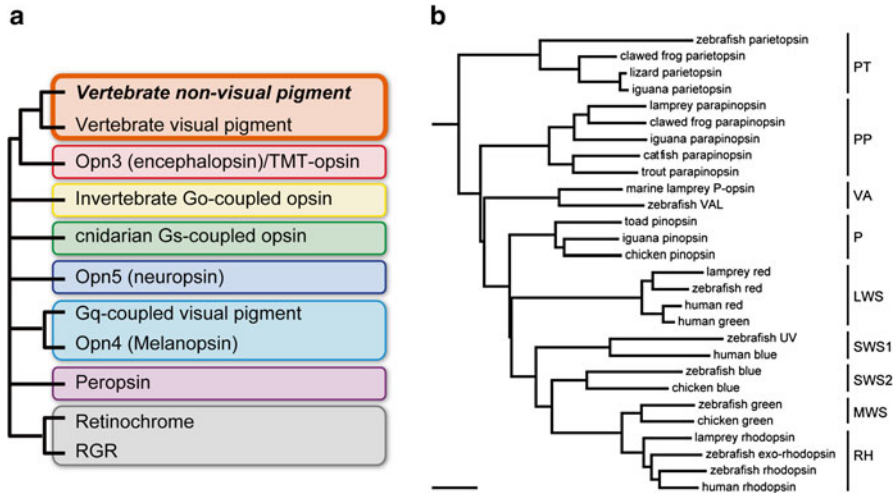 a
Vertebrate non-visual pigment
Vertebrate visual pigment
Opn3 (encephalopsin)/TMT-opsin
Invertebrate Go-coupled opsin
cnidarian Gs-coupled opsin
Opn5 (neuropsin)
Gq-coupled visual pigment
Opn4 (Melanopsin)
Peropsin
Retinochrome
RGR
b
zebrafish parietopsin
clawed frog parietopsin
lizard parietopsin
iguana parietopsin
PT
lamprey parapinopsin
clawed frog parapinopsin
iguana parapinopsin
catfish parapinopsin
trout parapinopsin
PP
marine lamprey P-opsin
zebrafish VAL
VA
toad pinopsin
iguana pinopsin
chicken pinopsin
P
lamprey red
zebrafish red
human red
human green
LWS
zebrafish UV
human blue
SWS1
zebrafish blue
chicken blue
SWS2
zebrafish green
chicken green
MWS
lamprey rhodopsin
zebrafish exo-rhodopsin
zebrafish rhodopsin
human rhodopsin
RH